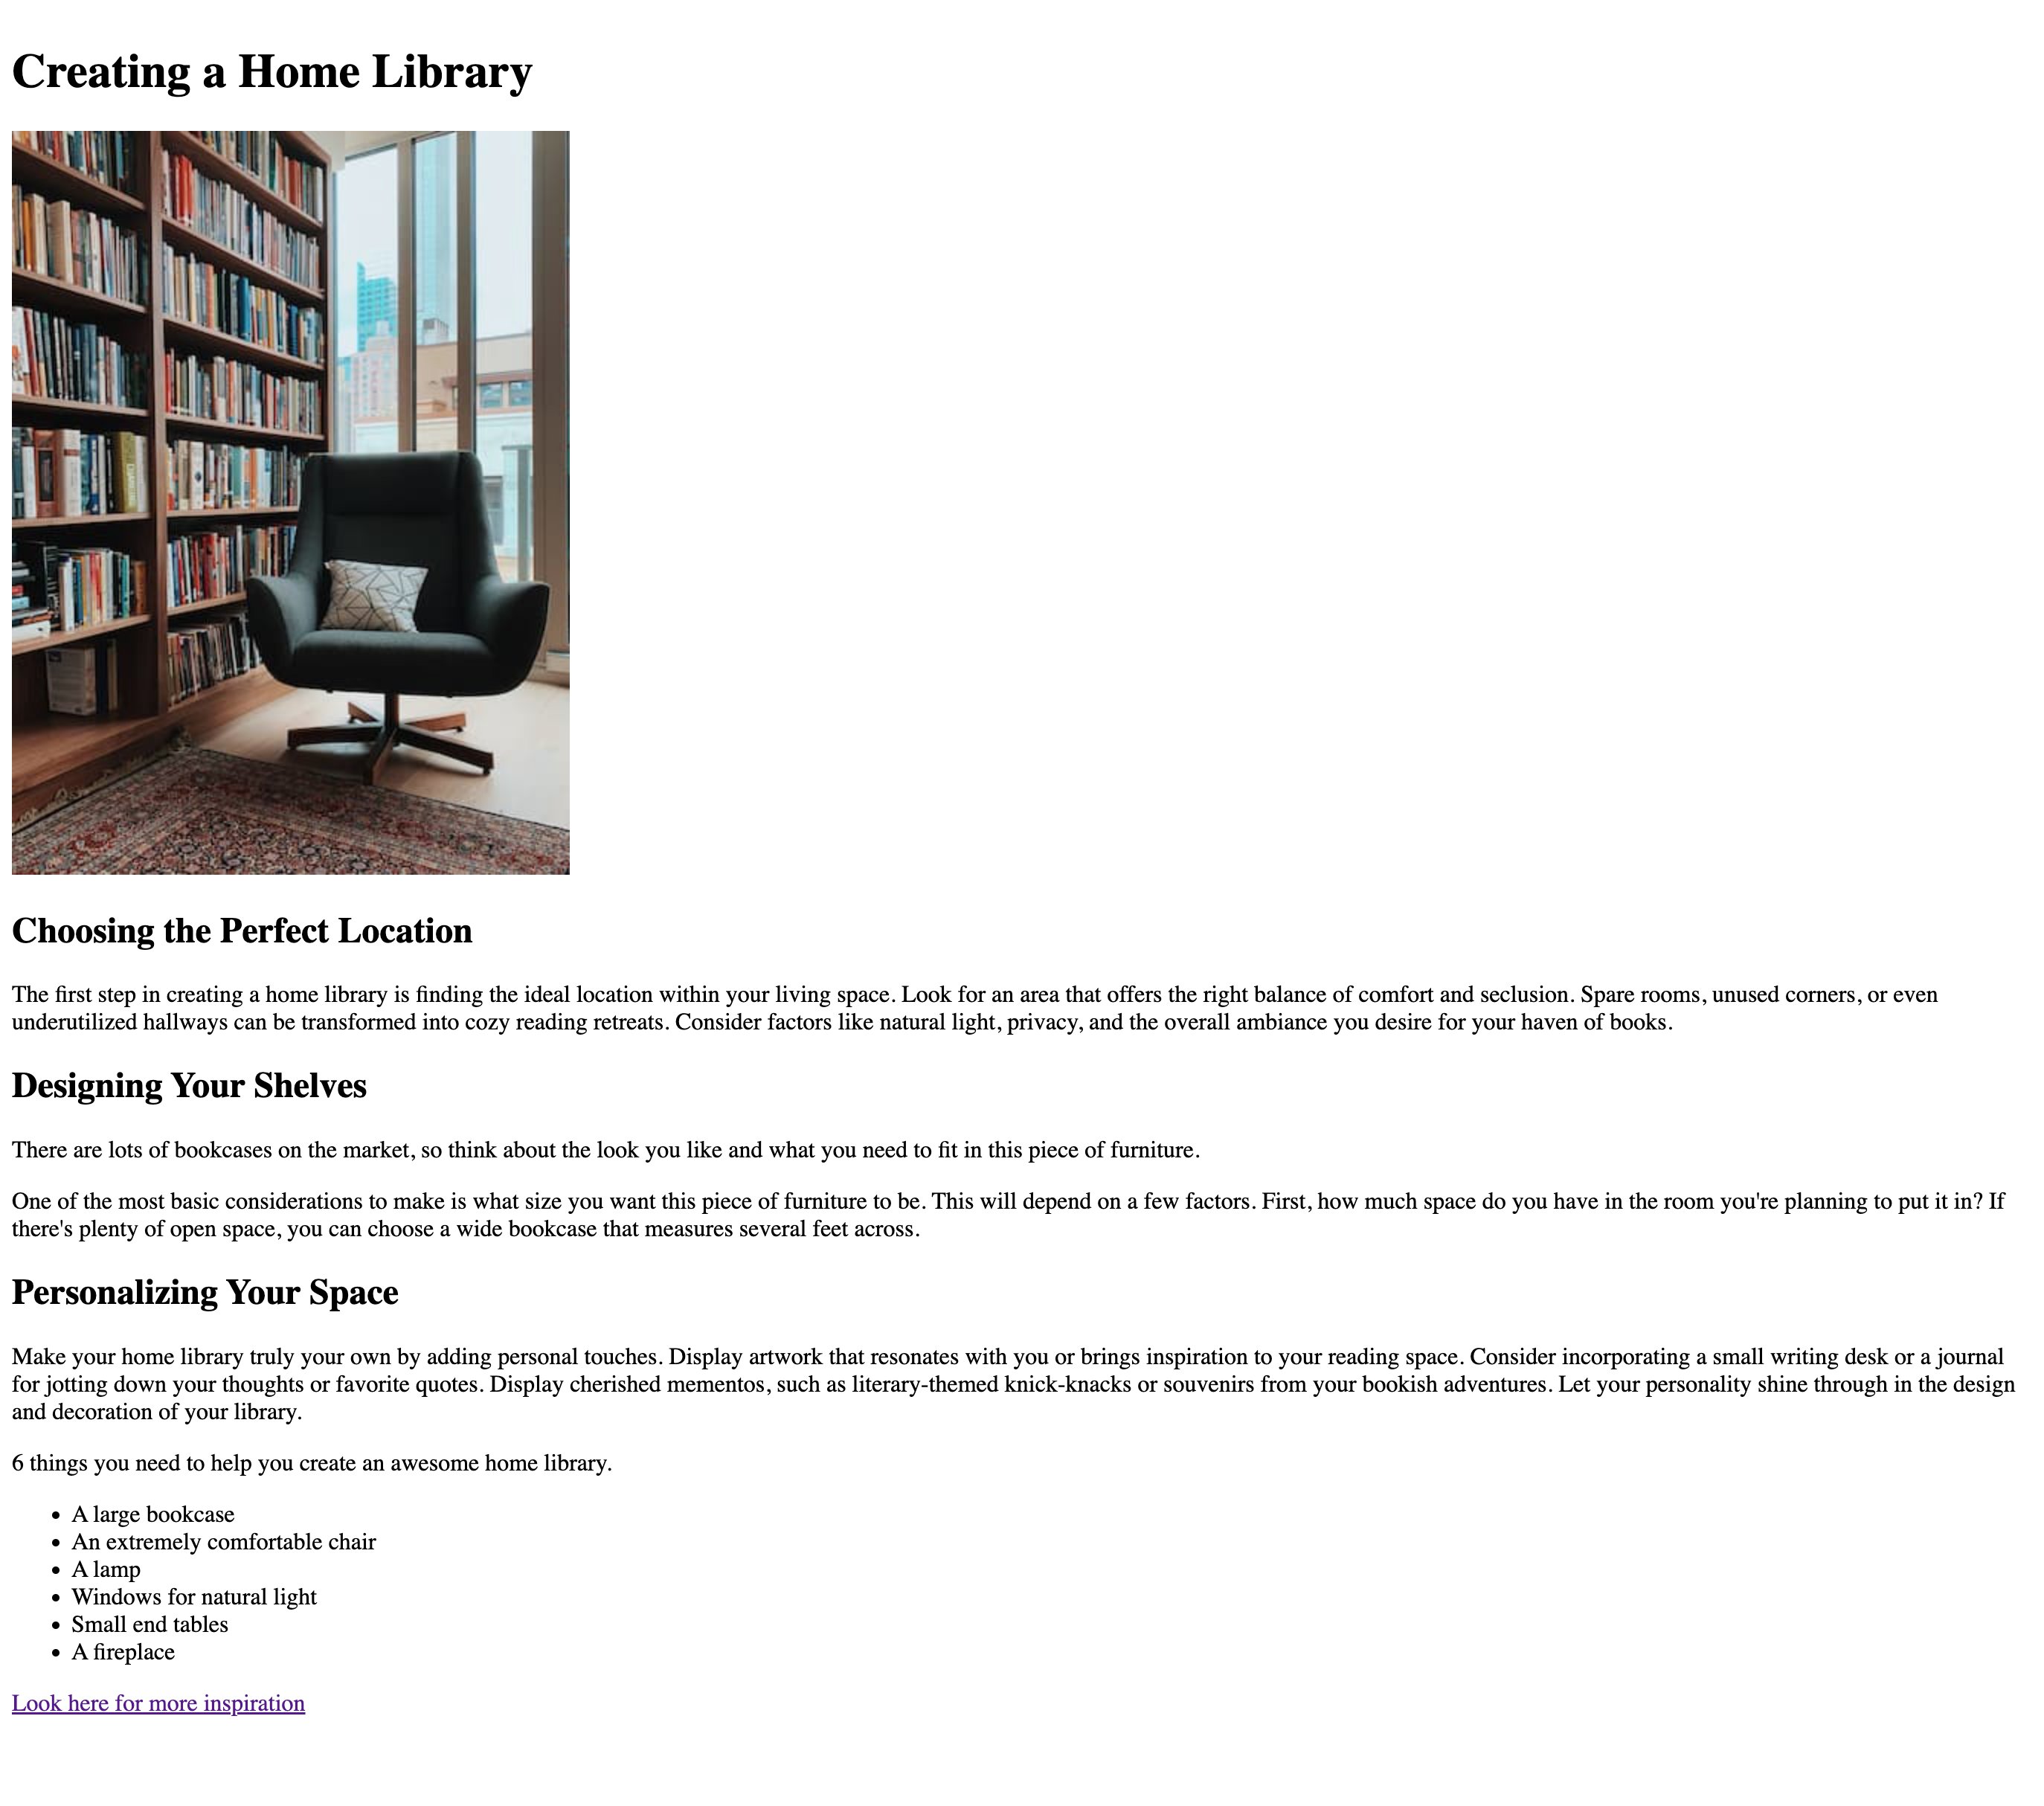 Creating a Home Library
Choosing the Perfect Location
The first step in creating a home library is finding the ideal location within your living space. Look for an area that offers the right balance of comfort and seclusion. Spare rooms, unused corners, or even
underutilized hallways can be transformed into cozy reading retreats. Consider factors like natural light, privacy, and the overall ambiance you desire for your haven of books.
Designing Your Shelves
There are lots of bookcases on the market, so think about the look you like and what you need to fit in this piece of furniture.
One of the most basic considerations to make is what size you want this piece of furniture to be. This will depend on a few factors. First, how much space do you have in the room you're planning to put it in? If
there's plenty of open space, you can choose a wide bookcase that measures several feet across.
Personalizing Your Space
Make your home library truly your own by adding personal touches. Display artwork that resonates with you or brings inspiration to your reading space. Consider incorporating a small writing desk or a journal
for jotting down your thoughts or favorite quotes. Display cherished mementos, such as literary-themed knick-knacks or souvenirs from your bookish adventures. Let your personality shine through in the design
and decoration of your library.
6 things you need to help you create an awesome home library.
• A large bookcase
• An extremely comfortable chair
• A lamp
• Windows for natural light
• Small end tables
• A fireplace
Look here for more inspiration